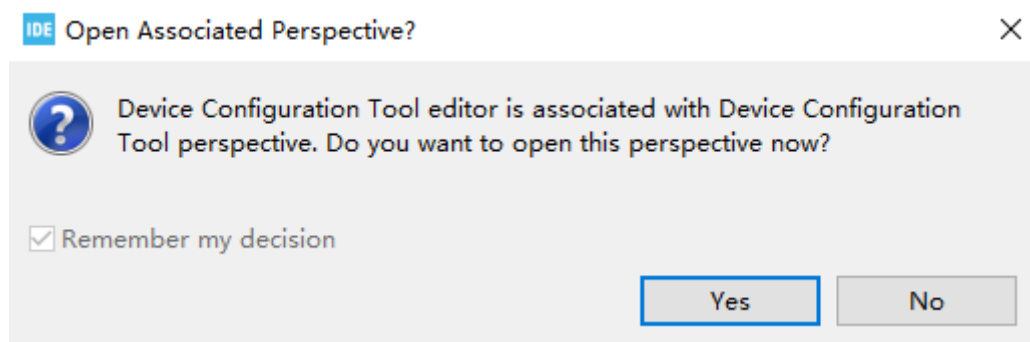 IDE Open Associated Perspective?
Device Configuration Tool editor is associated with Device Configuration
Tool perspective. Do you want to open this perspective now?
Remember my decision
Yes No